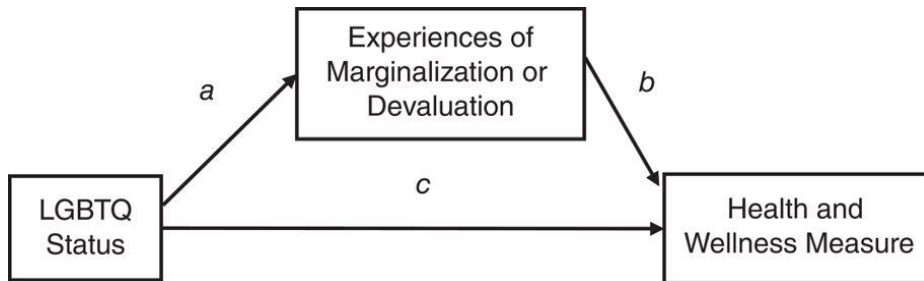 Experiences of
Marginalization or
Devaluation
a
b
c
LGBTQ
Status
Health and
Wellness Measure